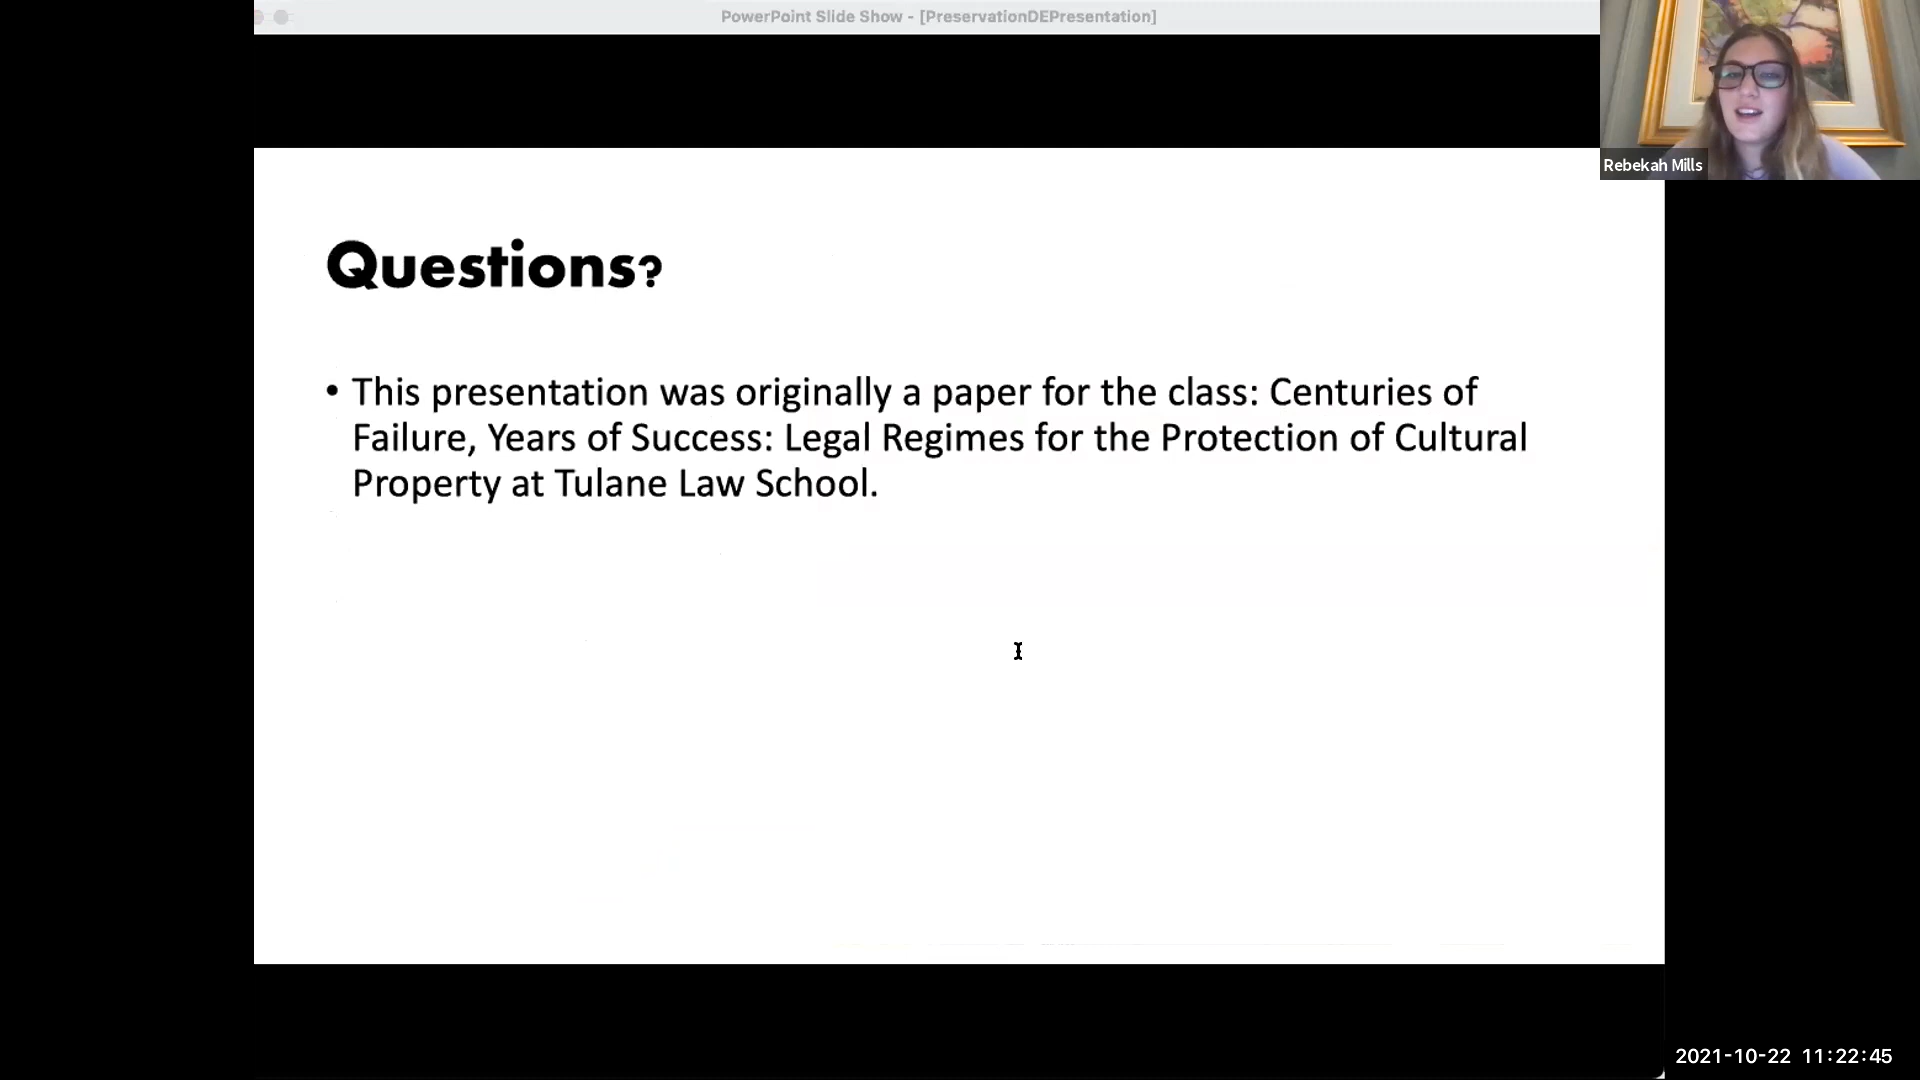 PowerPoint Slide Show - [PreservationDEPresentation]
Rebekah Mills
Questions?
• This presentation was originally a paper for the class: Centuries of
Failure, Years of Success: Legal Regimes for the Protection of Cultural
Property at Tulane Law School.
2021-10-22 11:22:45